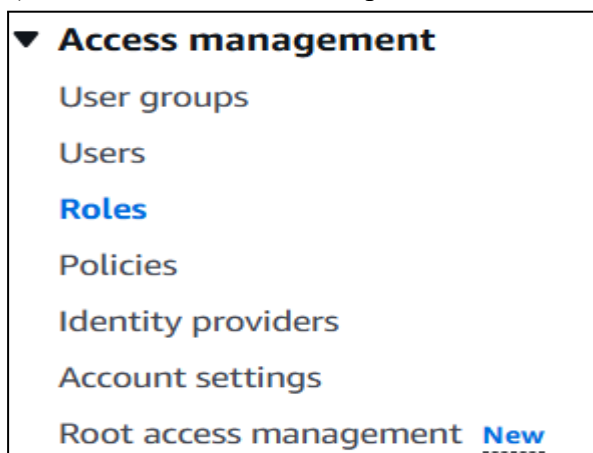 Access management
User groups
Users
Roles
Policies
Identity providers
Account settings
Root access management New